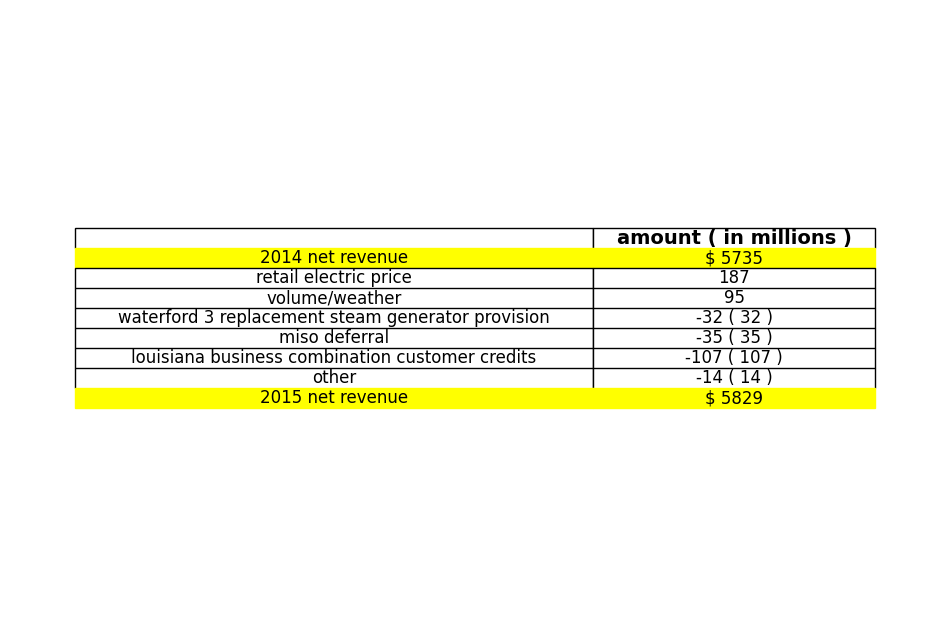 amount ( in millions )
2014 net revenue $ 5735
retail electric price 187
volume/weather 95
waterford 3 replacement steam generator provision -32 ( 32 )
miso deferral -35 ( 35 )
louisiana business combination customer credits -107 ( 107 )
other -14 ( 14 )
2015 net revenue $ 5829